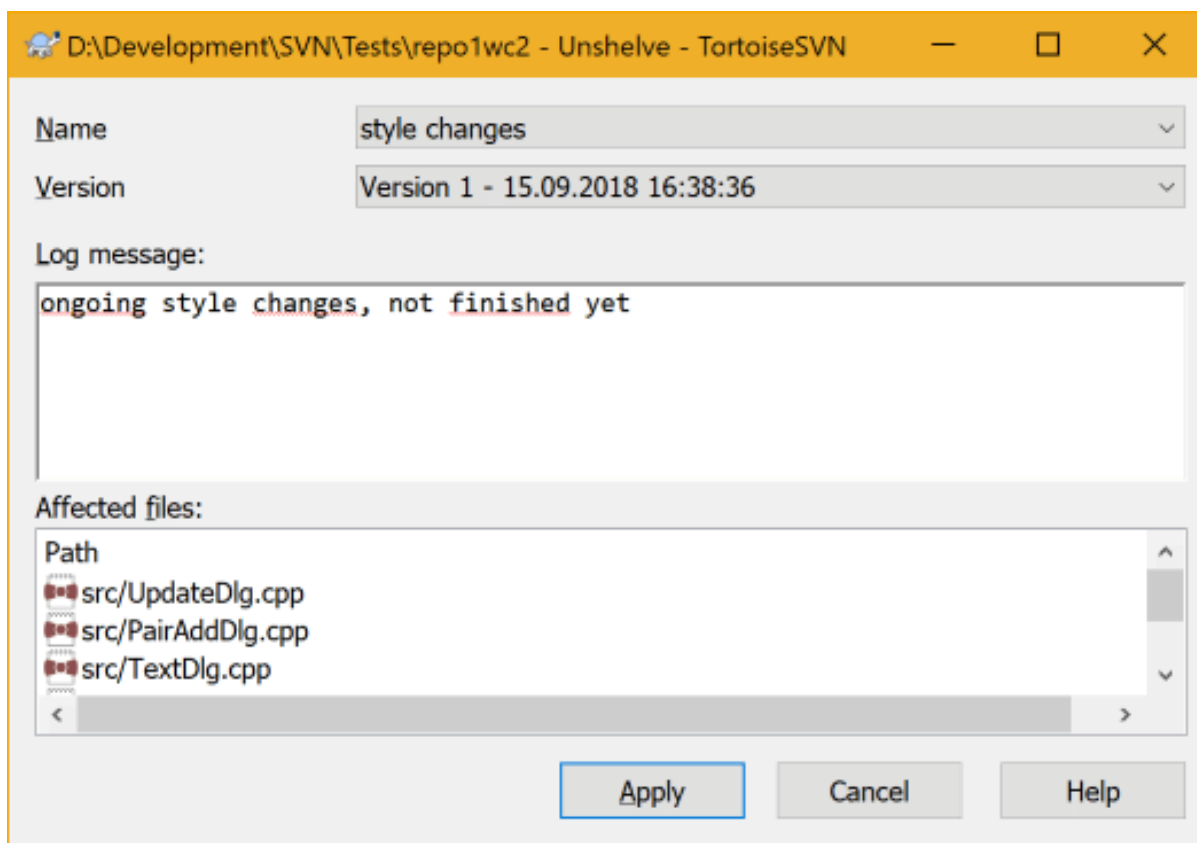 D:\Development\SVN\Tests\repo1wc2 - Unshelve - TortoiseSVN
Name style changes
Version Version 1 - 15.09.2018 16:38:36
Log message:
ongoing style changes, not finished yet
Affected files:
Path
src/UpdateDlg.cpp
src/PairAddDlg.cpp
src/TextDlg.cpp
Apply Cancel Help